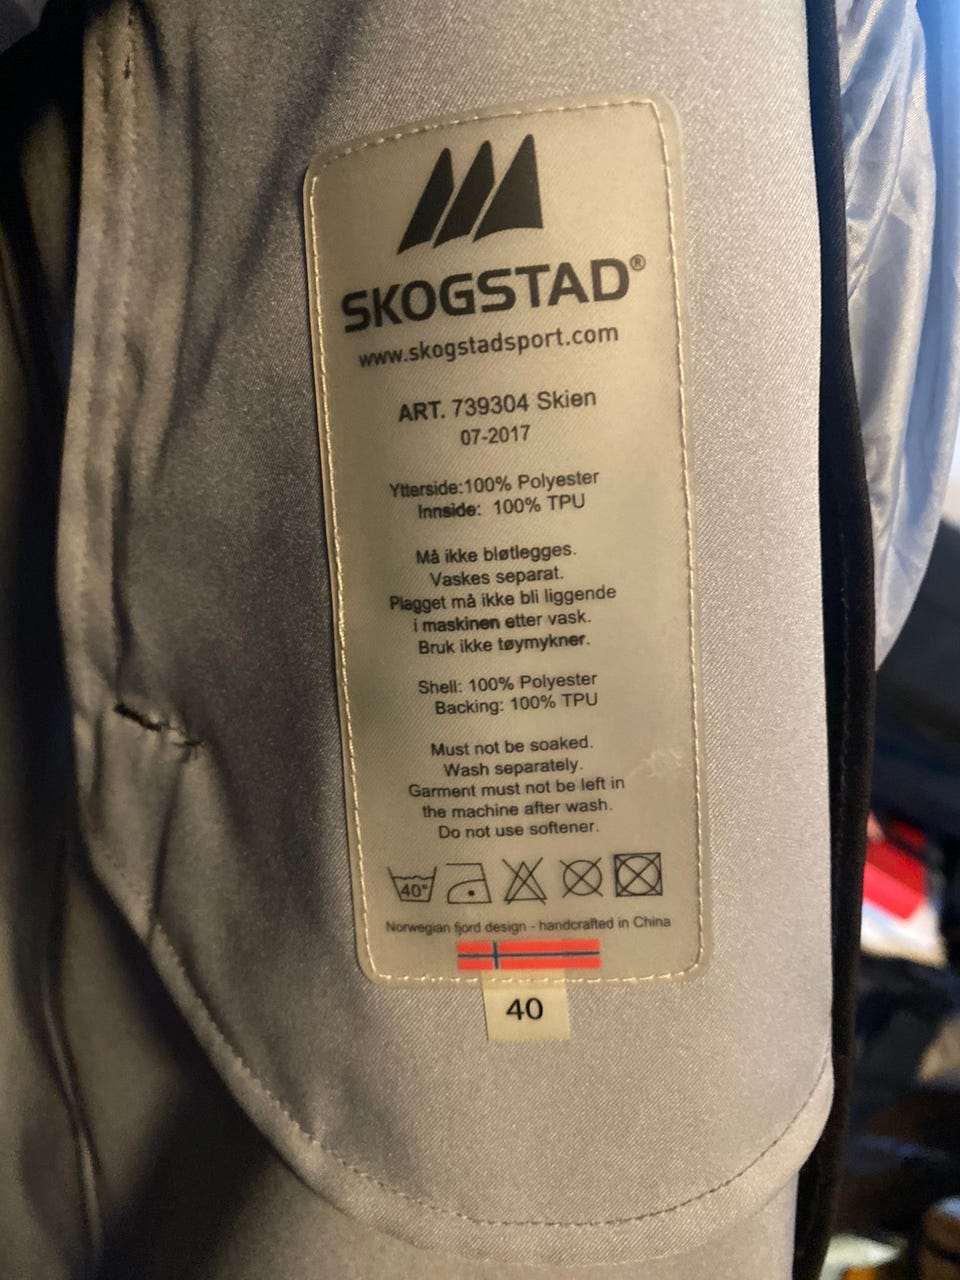 SKOGSTAD®
www.skogstadsport.com
ART. 739304 Skien
07-2017
Ytterside:100% Polyester
Innside: 100% TPU
Må ikke bløtlegges.
Vaskes separat.
Plagget må ikke bli liggende
i maskinen etter vask.
Bruk ikke tøymykner.
Shell: 100% Polyester
Backing: 100% TPU
Must not be soaked.
Wash separately.
Garment must not be left in
the machine after wash.
Do not use softener.
40°
Norwegian fjord design - handcrafted in China
40